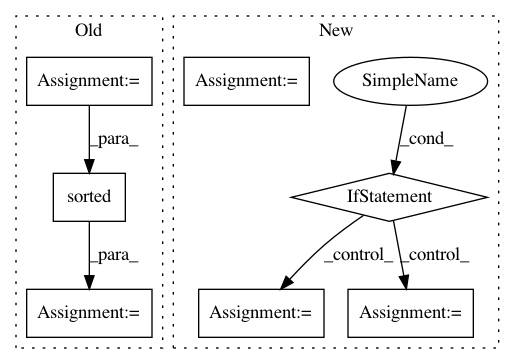 Old
New
Assignment:=
Assignment:=
SimpleName
_para_
_cond_
sorted
IfStatement
_para_
_control_
_control_
Assignment:=
Assignment:=
Assignment:=